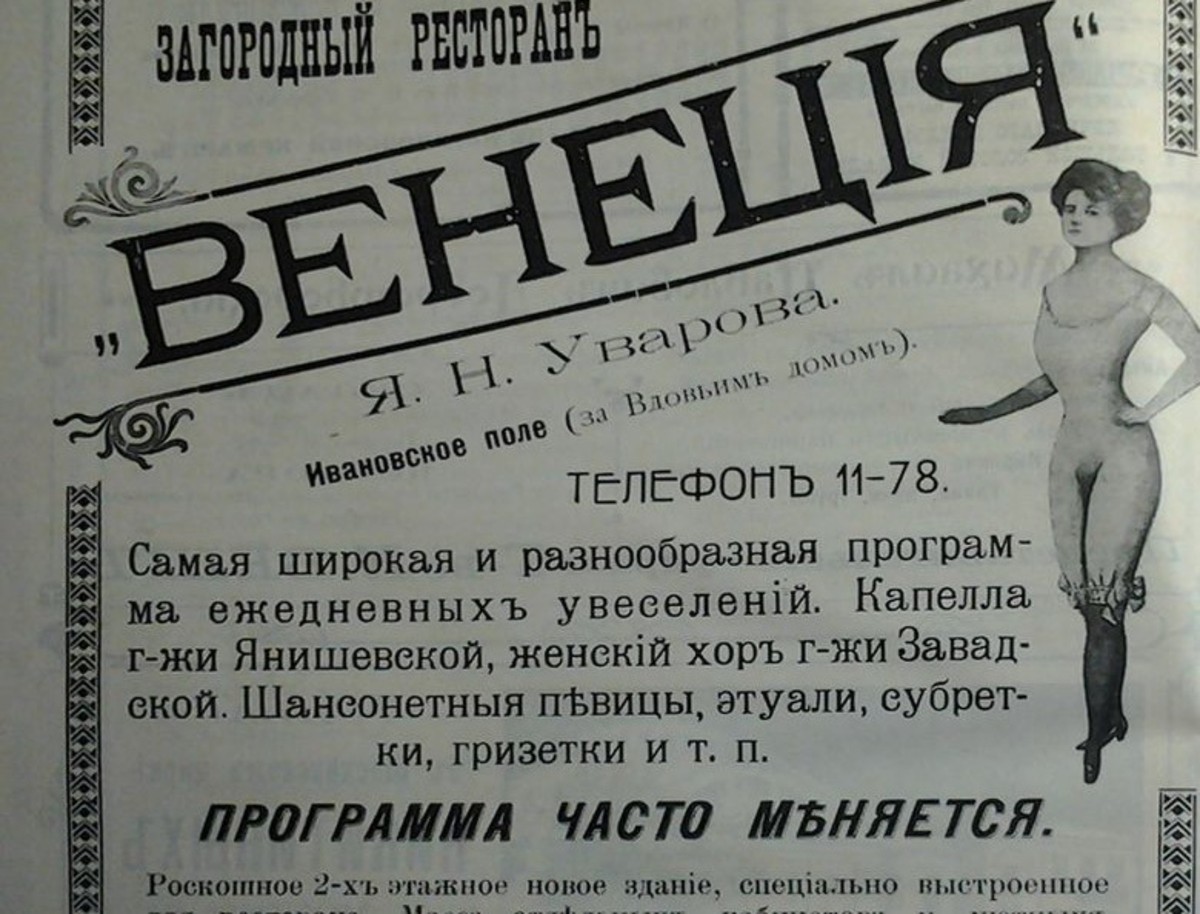 ЗАГОРОДНЫЙ РЕСТОРАНЪ
„ВЕНЕЦІЯ“
Я. Н. Уварова.
Ивановское поле (за Вдовьимъ домомъ).
ТЕЛЕФОНЪ 11-78.
Самая широкая и разнообразная програм-
ма ежедневныхъ увеселеній. Капелла
г-жи Янишевской, женскій хоръ г-жи Завад-
ской. Шансонетныя пѣвицы, этуали, субрет-
ки, гризетки и т. п.
ПРОГРАММА ЧАСТО МѢНЯЕТСЯ.
Роскошное 2-хъ этажное новое зданіе, спеціально выстроенное